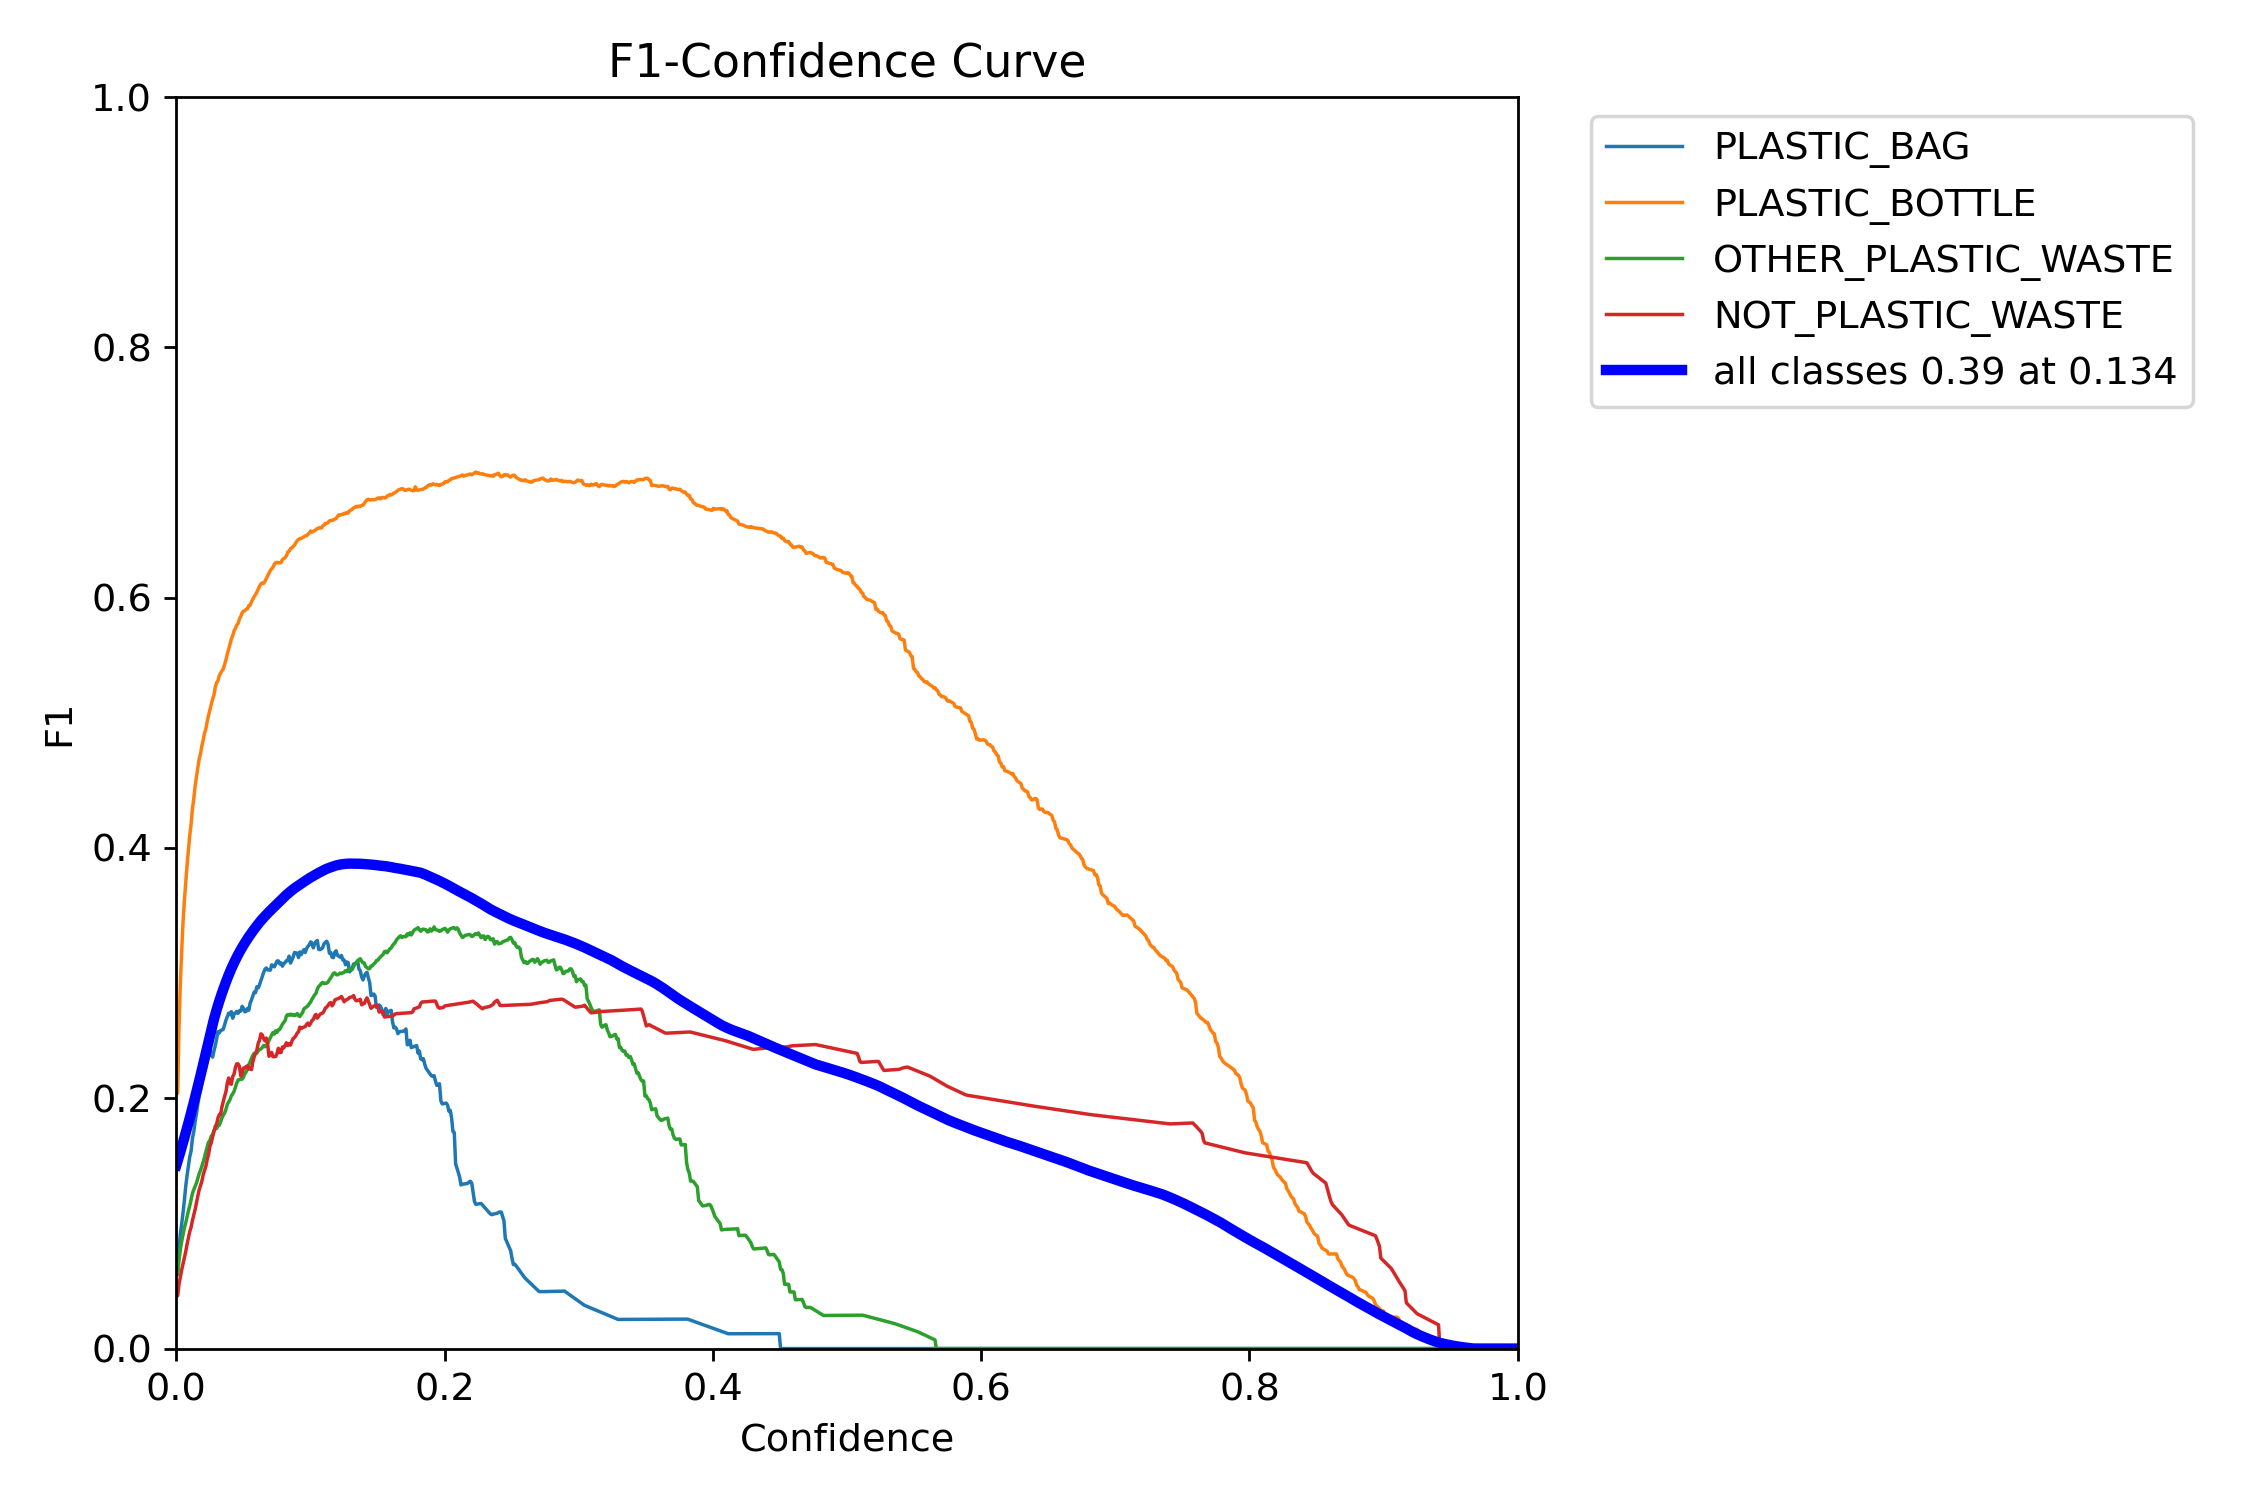 F1-Confidence Curve
1.0
0.8
0.6
0.4
0.2
0.0
F1
0.0 0.2 0.4 0.6 0.8 1.0
Confidence
PLASTIC_BAG
PLASTIC_BOTTLE
OTHER_PLASTIC_WASTE
NOT_PLASTIC_WASTE
all classes 0.39 at 0.134